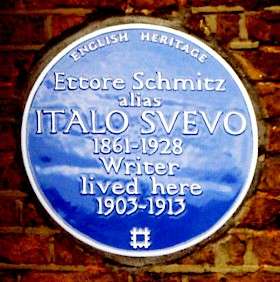 ENGLISH HERITAGE
Ettore Schmitz
alias
ITALO SVEVO
1861-1928
Writer
lived here
1903-1913